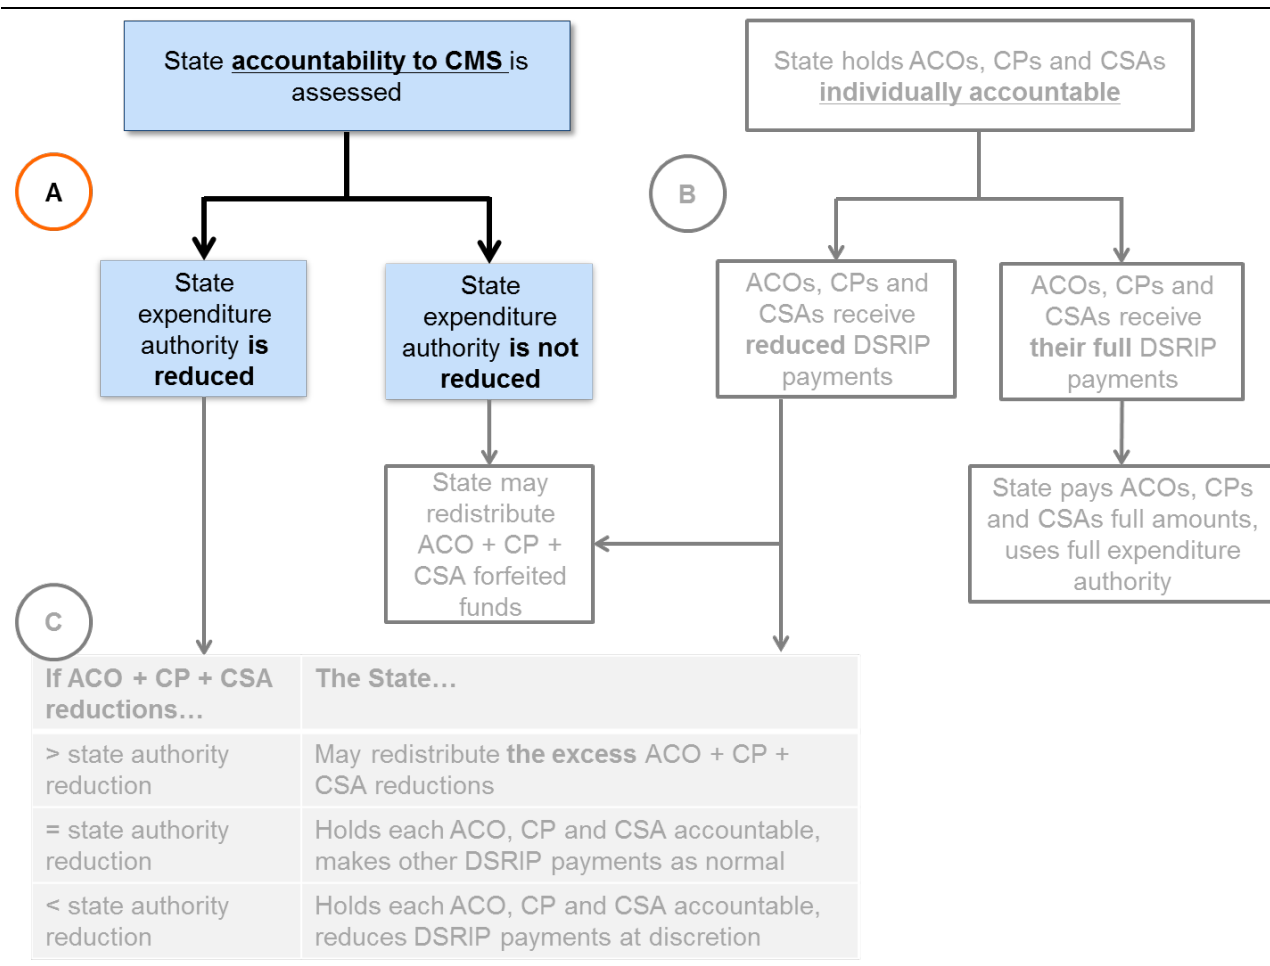 State accountability to CMS is
assessed
State holds ACOs, CPs and CSAs
individually accountable
A
B
State
expenditure
authority is
reduced
State
expenditure
authority is not
reduced
ACOs, CPs and
CSAs receive
reduced DSRIP
payments
ACOs, CPs and
CSAs receive
their full DSRIP
payments
State may
redistribute
ACO + CP +
CSA forfeited
funds
State pays ACOs, CPs
and CSAs full amounts,
uses full expenditure
authority
C
If ACO + CP + CSA
reductions…
The State…
> state authority
reduction
May redistribute the excess ACO + CP +
CSA reductions
= state authority
reduction
Holds each ACO, CP and CSA accountable,
makes other DSRIP payments as normal
< state authority
reduction
Holds each ACO, CP and CSA accountable,
reduces DSRIP payments at discretion